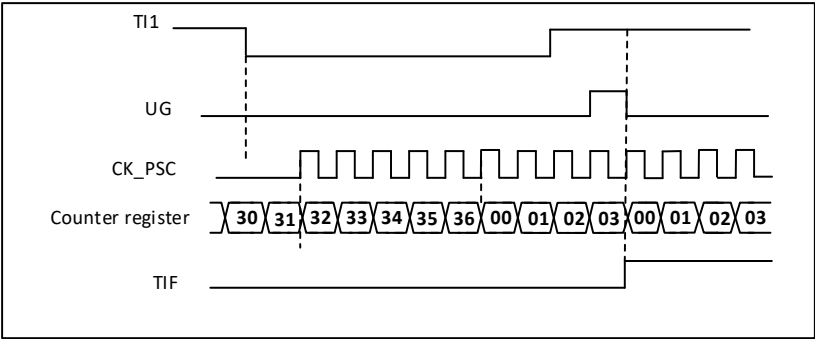 TI1
UG
CK_PSC
Counter register 30 31 32 33 34 35 36 00 01 02 03 00 01 02 03
TIF